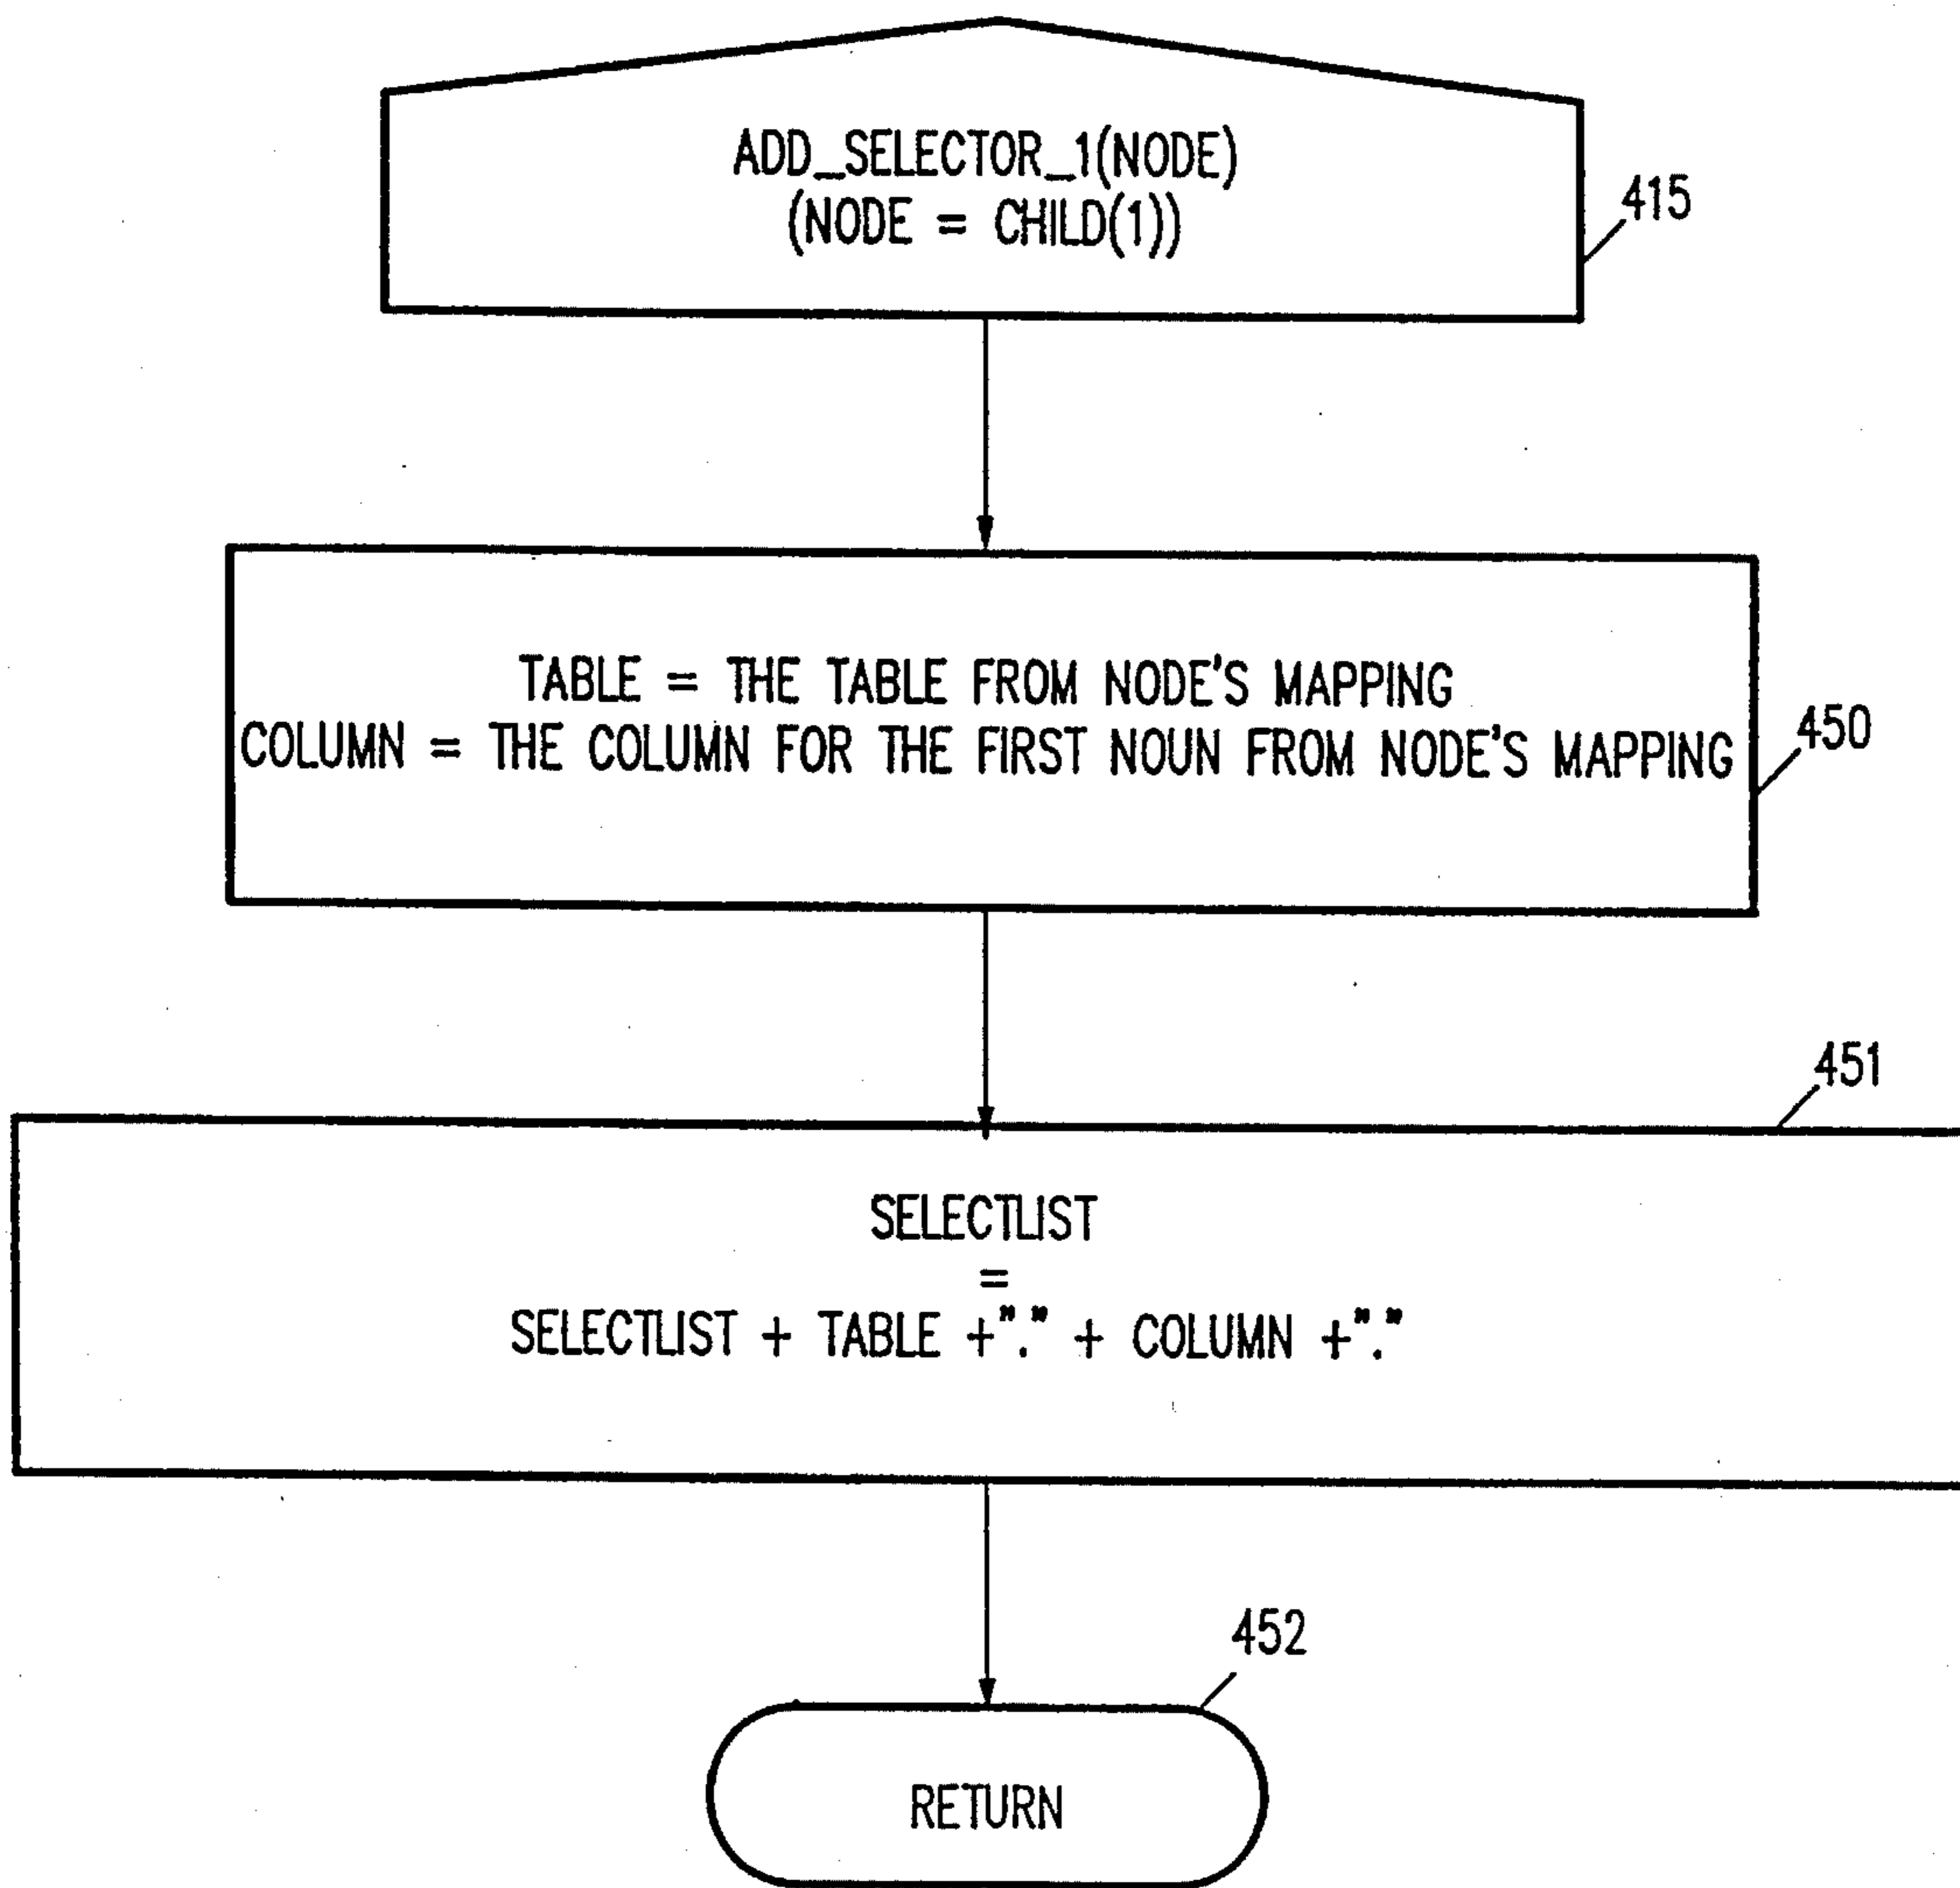 ADD_SELECTOR_1(NODE)
(NODE = CHILD(1))
415
TABLE = THE TABLE FROM NODE'S MAPPING
COLUMN = THE COLUMN FOR THE FIRST NOUN FROM NODE'S MAPPING
450
451
SELECTLIST
=
SELECTLIST + TABLE +"." + COLUMN +"."
452
RETURN